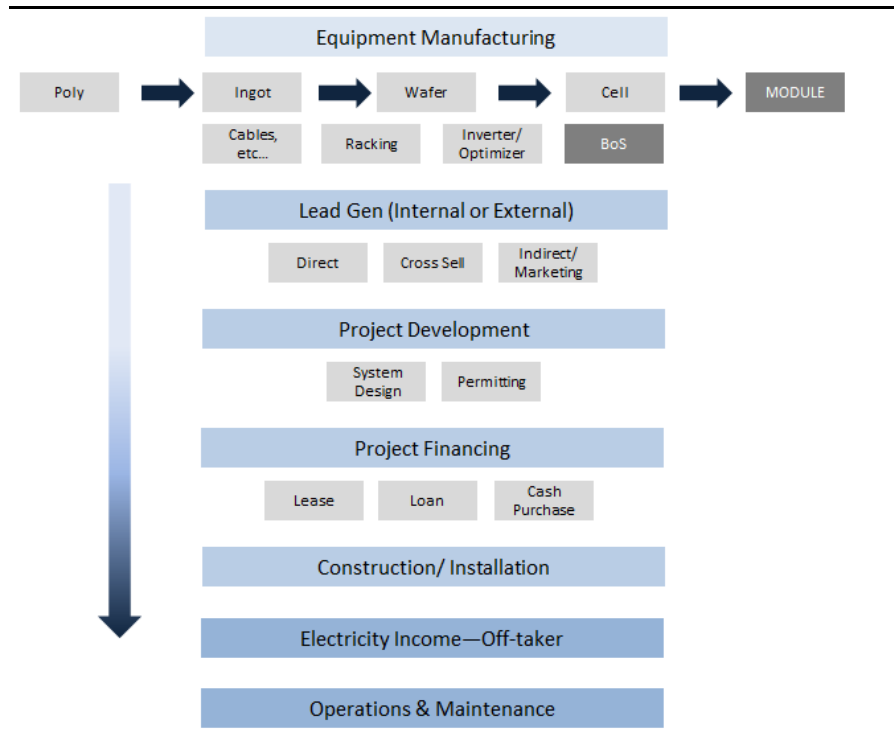 Equipment Manufacturing
Poly
Ingot
Wafer
Cell
MODULE
Cables,
etc...
Racking
Inverter/
Optimizer
BoS
Lead Gen (Internal or External)
Direct
Cross Sell
Indirect/
Marketing
Project Development
System
Design
Permitting
Project Financing
Lease
Loan
Cash
Purchase
Construction/ Installation
Electricity Income—Off-taker
Operations & Maintenance